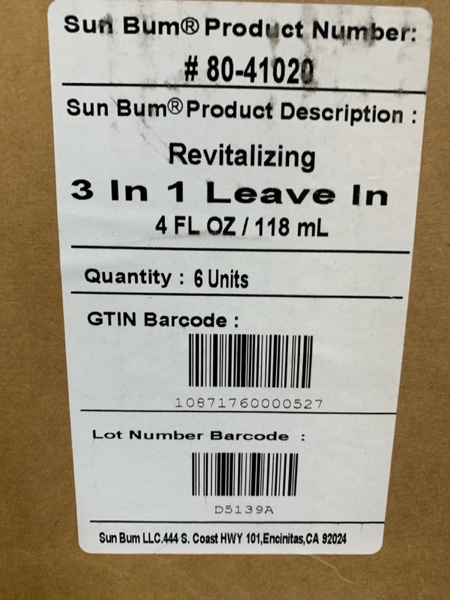 Sun Bum® Product Number:
# 80-41020
Sun Bum® Product Description :
Revitalizing
3 In 1 Leave In
4 FL OZ / 118 mL
Quantity : 6 Units
GTIN Barcode :
10871760000527
Lot Number Barcode :
D5139A
Sun Bum LLC.444 S. Coast HWY 101,Encinitas,CA 92024